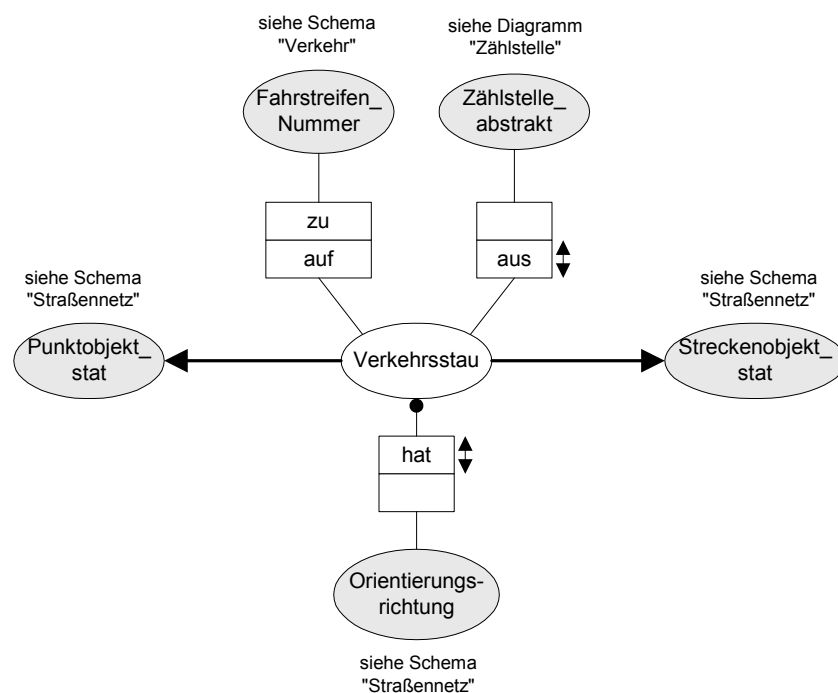 siehe Schema
"Verkehr"
siehe Diagramm
"Zählstelle"
Fahrstreifen_
Nummer
Zählstelle_
abstrakt
zu
auf
aus
siehe Schema
"Straßennetz"
siehe Schema
"Straßennetz"
Punktobjekt_
stat
Verkehrsstau
Streckenobjekt_
stat
hat
Orientierungs-
richtung
siehe Schema
"Straßennetz"